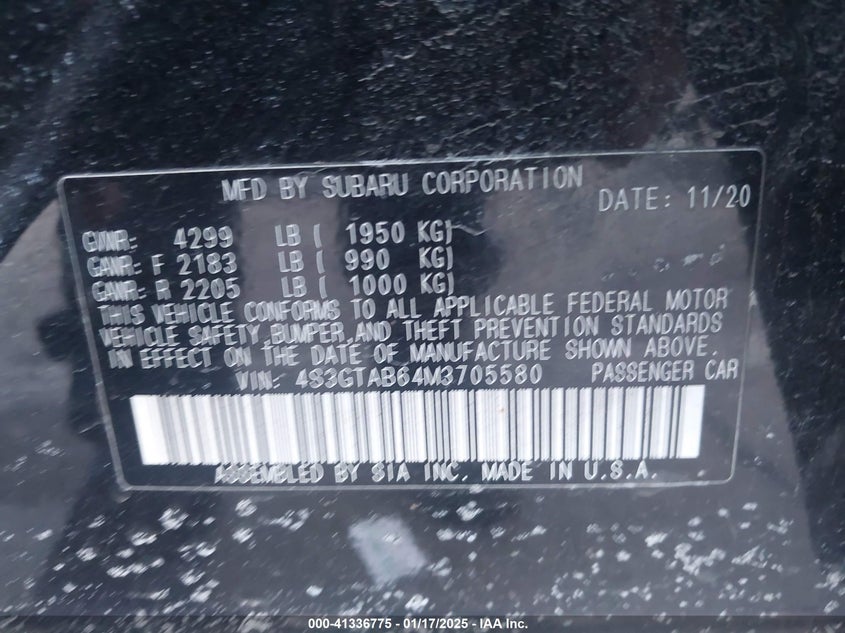 MFD BY SUBARU CORPORATION
DATE: 11/20
GVWR: 4299 LB ( 1950 KG)
GAWR: F 2183 LB ( 990 KG)
GAWR: R 2205 LB ( 1000 KG)
THIS VEHICLE CONFORMS TO ALL APPLICABLE FEDERAL MOTOR
VEHICLE SAFETY, BUMPER, AND THEFT PREVENTION STANDARDS
IN EFFECT ON THE DATE OF MANUFACTURE SHOWN ABOVE.
VIN: 4S3GTAB64M3705580 PASSENGER CAR
ASSEMBLED BY SIA INC. MADE IN U.S.A.
000-41336775 — 01/17/2025 — IAA Inc.